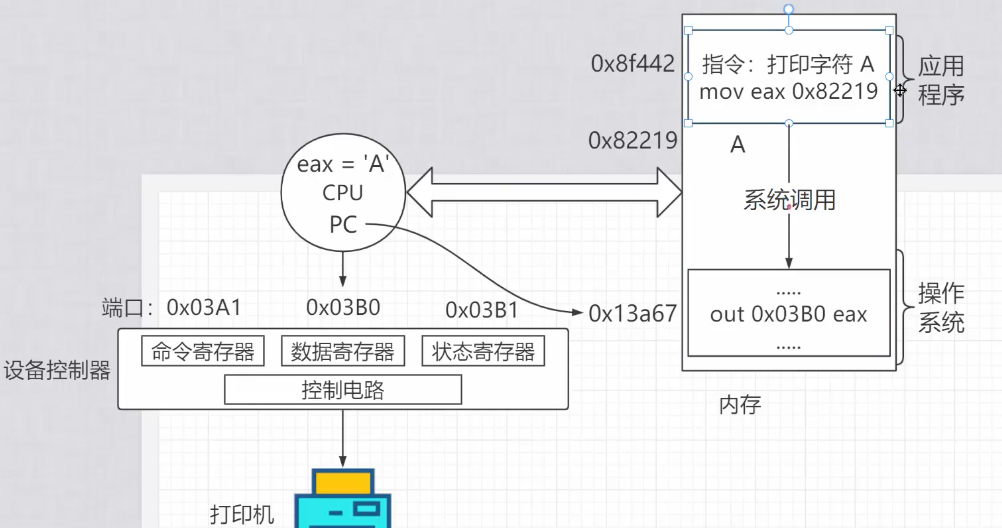 0x8f442
指令：打印字符 A
mov eax 0x82219
应用
程序
0x82219
A
eax = 'A'
CPU
PC
系统调用
端口：0x03A1
0x03B0
0x03B1
0x13a67
.....
out 0x03B0 eax
.....
操作
系统
设备控制器
命令寄存器
数据寄存器
状态寄存器
控制电路
内存
打印机